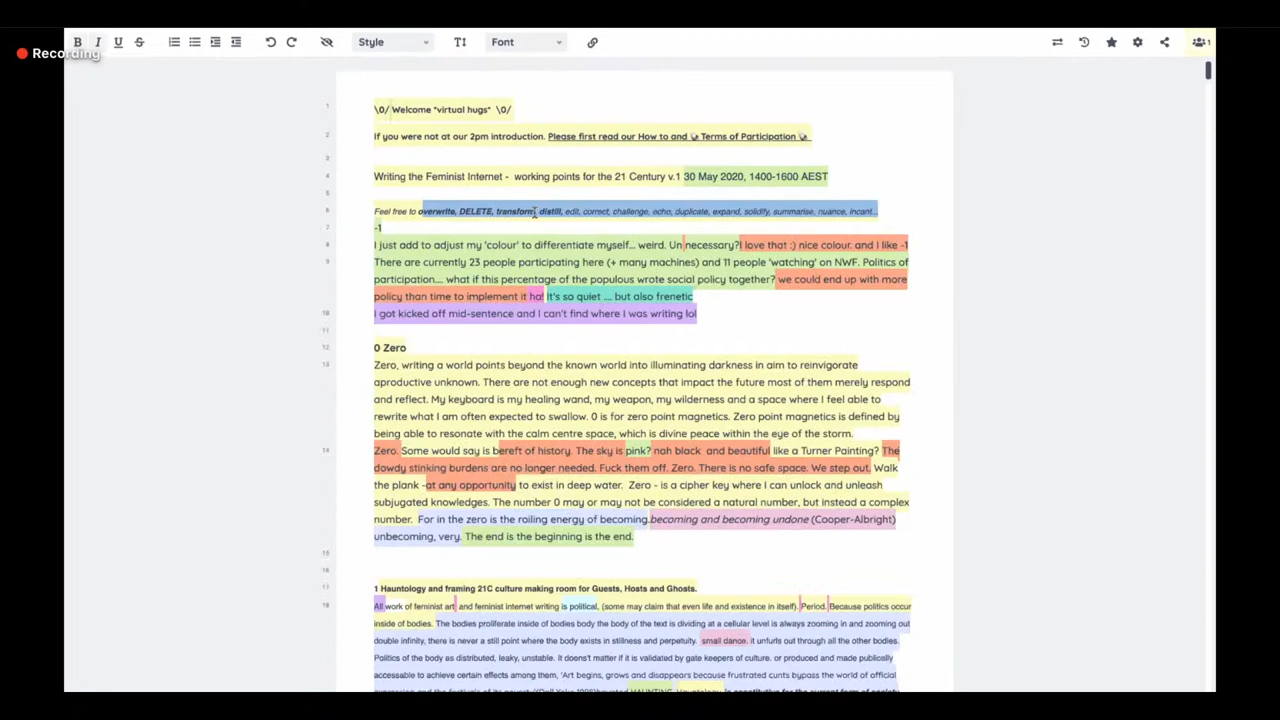 B I U S Style Font 1
Recording
1 \0/ Welcome *virtual hugs* \0/
2 If you were not at our 2pm introduction. Please first read our How to and Terms of Participation
3
4 Writing the Feminist Internet - working points for the 21 Century v.1 30 May 2020, 1400-1600 AEST
5
6 Feel free to overwrite, DELETE, transform, distill, edit, correct, challenge, echo, duplicate, expand, solidify, summarise, nuance, incant...
7 -1
8 I just add to adjust my 'colour' to differentiate myself... weird. Un necessary?I love that :) nice colour. and I like -1
9 There are currently 23 people participating here (+ many machines) and 11 people 'watching' on NWF. Politics of
participation.... what if this percentage of the populous wrote social policy together? we could end up with more
policy than time to implement it ha! It's so quiet .... but also frenetic
10 I got kicked off mid-sentence and I can't find where I was writing lol
11
12 0 Zero
13 Zero, writing a world points beyond the known world into illuminating darkness in aim to reinvigorate
aproductive unknown. There are not enough new concepts that impact the future most of them merely respond
and reflect. My keyboard is my healing wand, my weapon, my wilderness and a space where I feel able to
rewrite what I am often expected to swallow. 0 is for zero point magnetics. Zero point magnetics is defined by
being able to resonate with the calm centre space, which is divine peace within the eye of the storm.
14 Zero. Some would say is bereft of history. The sky is pink? nah black and beautiful like a Turner Painting? The
dowdy stinking burdens are no longer needed. Fuck them off. Zero. There is no safe space. We step out. Walk
the plank -at any opportunity to exist in deep water. Zero - is a cipher key where I can unlock and unleash
subjugated knowledges. The number 0 may or may not be considered a natural number, but instead a complex
number. For in the zero is the roiling energy of becoming.becoming and becoming undone (Cooper-Albright)
unbecoming, very. The end is the beginning is the end.
15
16
17 1 Hauntology and framing 21C culture making room for Guests, Hosts and Ghosts.
18 All work of feminist art and feminist internet writing is political, (some may claim that even life and existence in itself). Period. Because politics occur
inside of bodies. The bodies proliferate inside of bodies body the body of the text is dividing at a cellular level is always zooming in and zooming out
double infinity, there is never a still point where the body exists in stillness and perpetuity. small dance. it unfurls out through all the other bodies.
Politics of the body as distributed, leaky, unstable. It doens't matter if it is validated by gate keepers of culture. or produced and made publically
accessable to achieve certain effects among them, 'Art begins, grows and disappears because frustrated cunts bypass the world of official